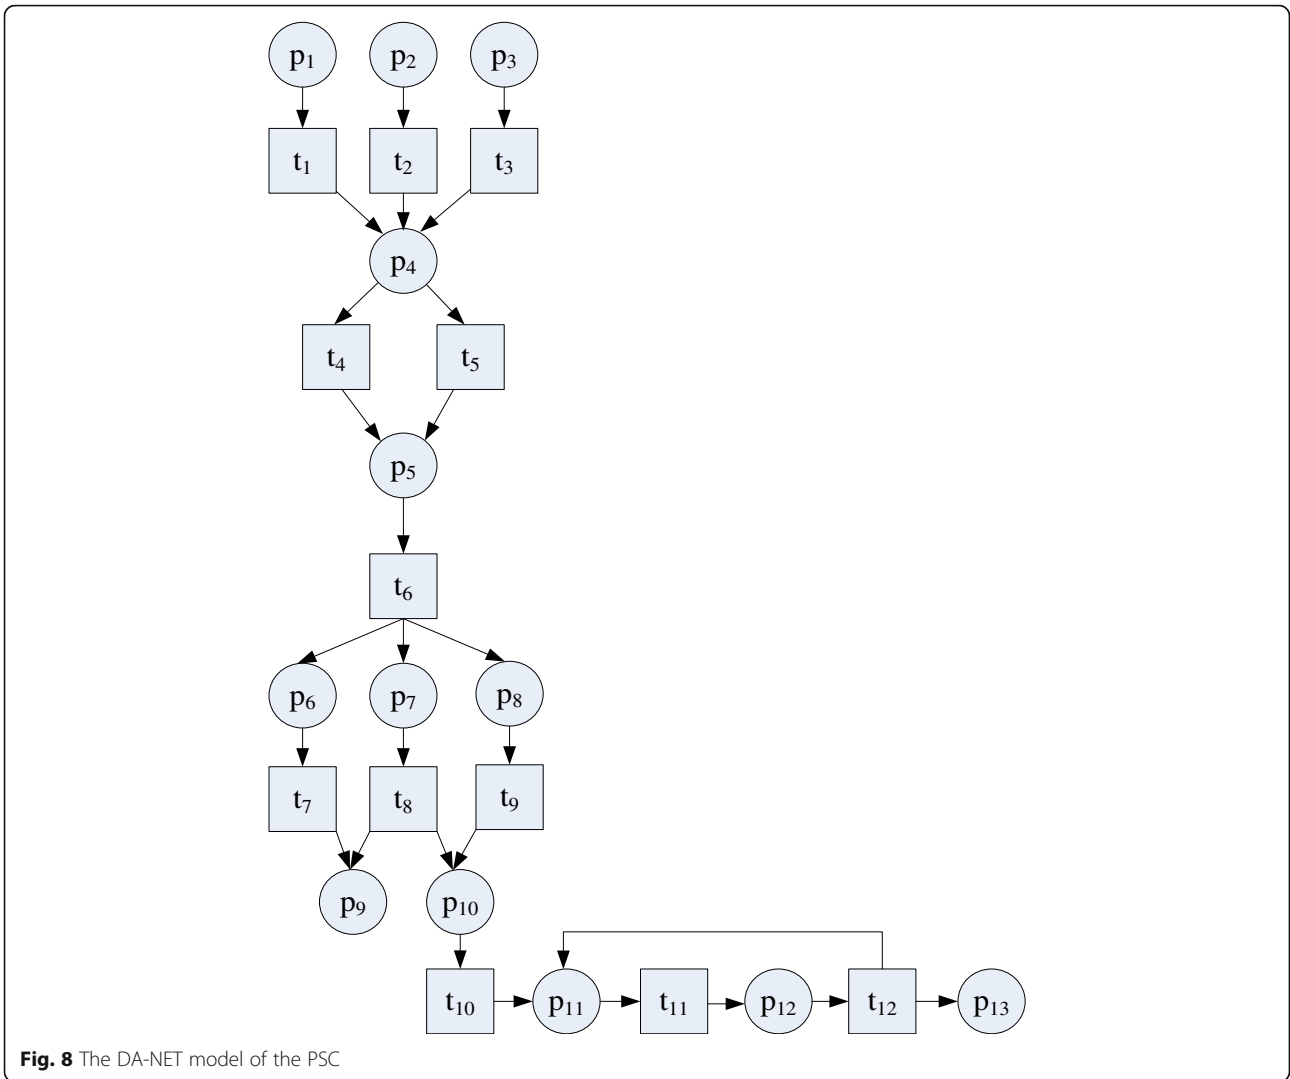 p₁ p₂ p₃
t₁ t₂ t₃
p₄
t₄ t₅
p₅
t₆
p₆ p₇ p₈
t₇ t₈ t₉
p₉ p₁₀
t₁₀ p₁₁ t₁₁ p₁₂ t₁₂ p₁₃
Fig. 8 The DA-NET model of the PSC